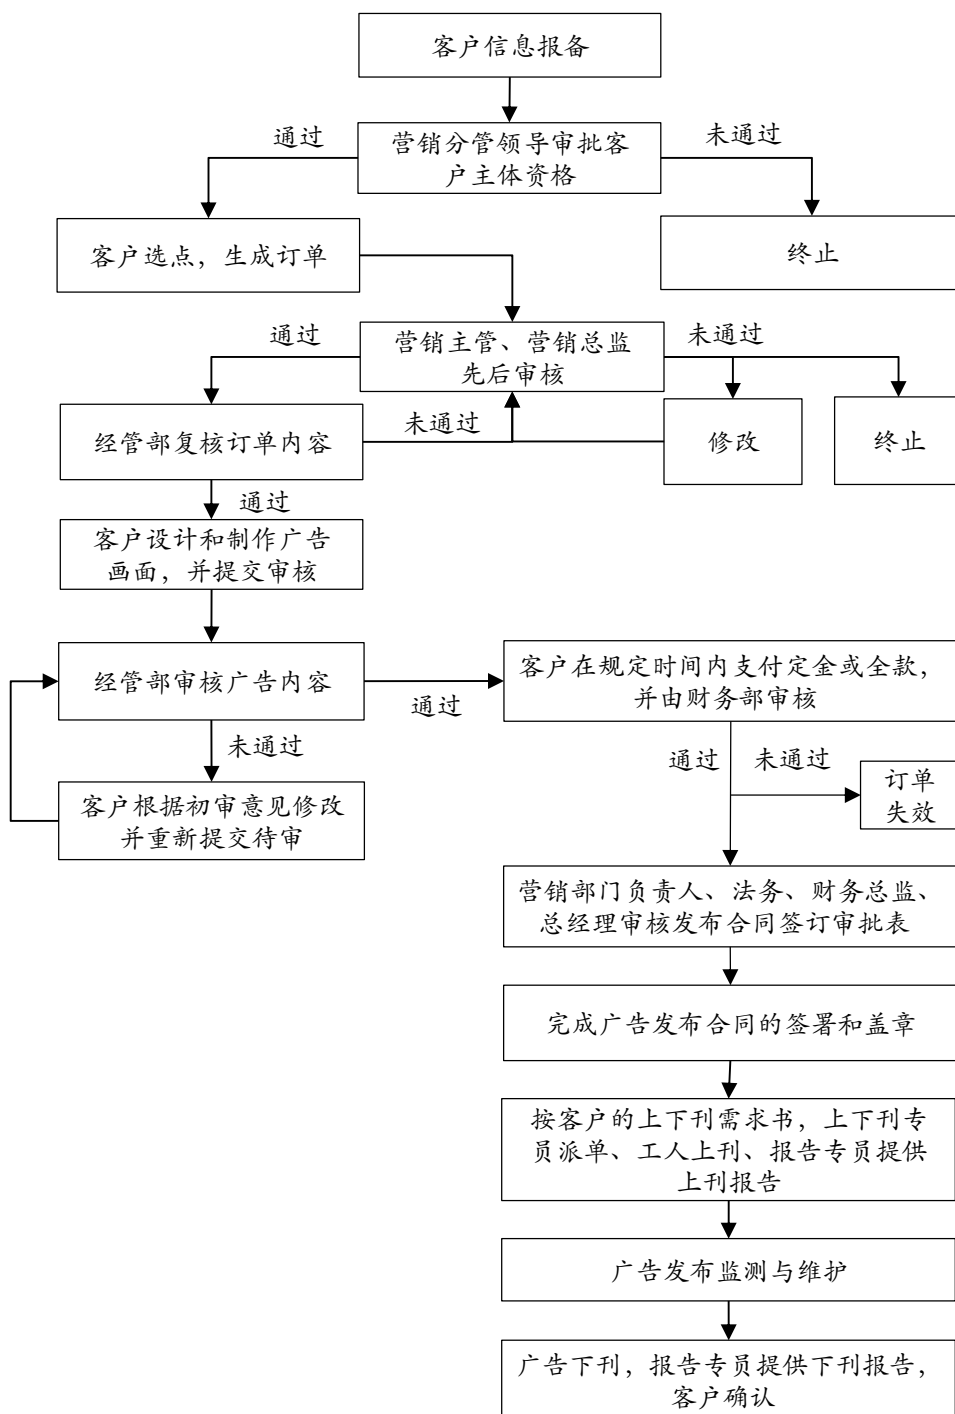 客户信息报备
通过
未通过
营销分管领导审批客
户主体资格
客户选点，生成订单
终止
通过
营销主管、营销总监
先后审核
未通过
经管部复核订单内容
未通过
修改
终止
通过
客户设计和制作广告
画面，并提交审核
经管部审核广告内容
通过
客户在规定时间内支付定金或全款，
并由财务部审核
未通过
客户根据初审意见修改
并重新提交待审
通过
未通过
订单
失效
营销部门负责人、法务、财务总监、
总经理审核发布合同签订审批表
完成广告发布合同的签署和盖章
按客户的上下刊需求书，上下刊专
员派单、工人上刊、报告专员提供
上刊报告
广告发布监测与维护
广告下刊，报告专员提供下刊报告，
客户确认